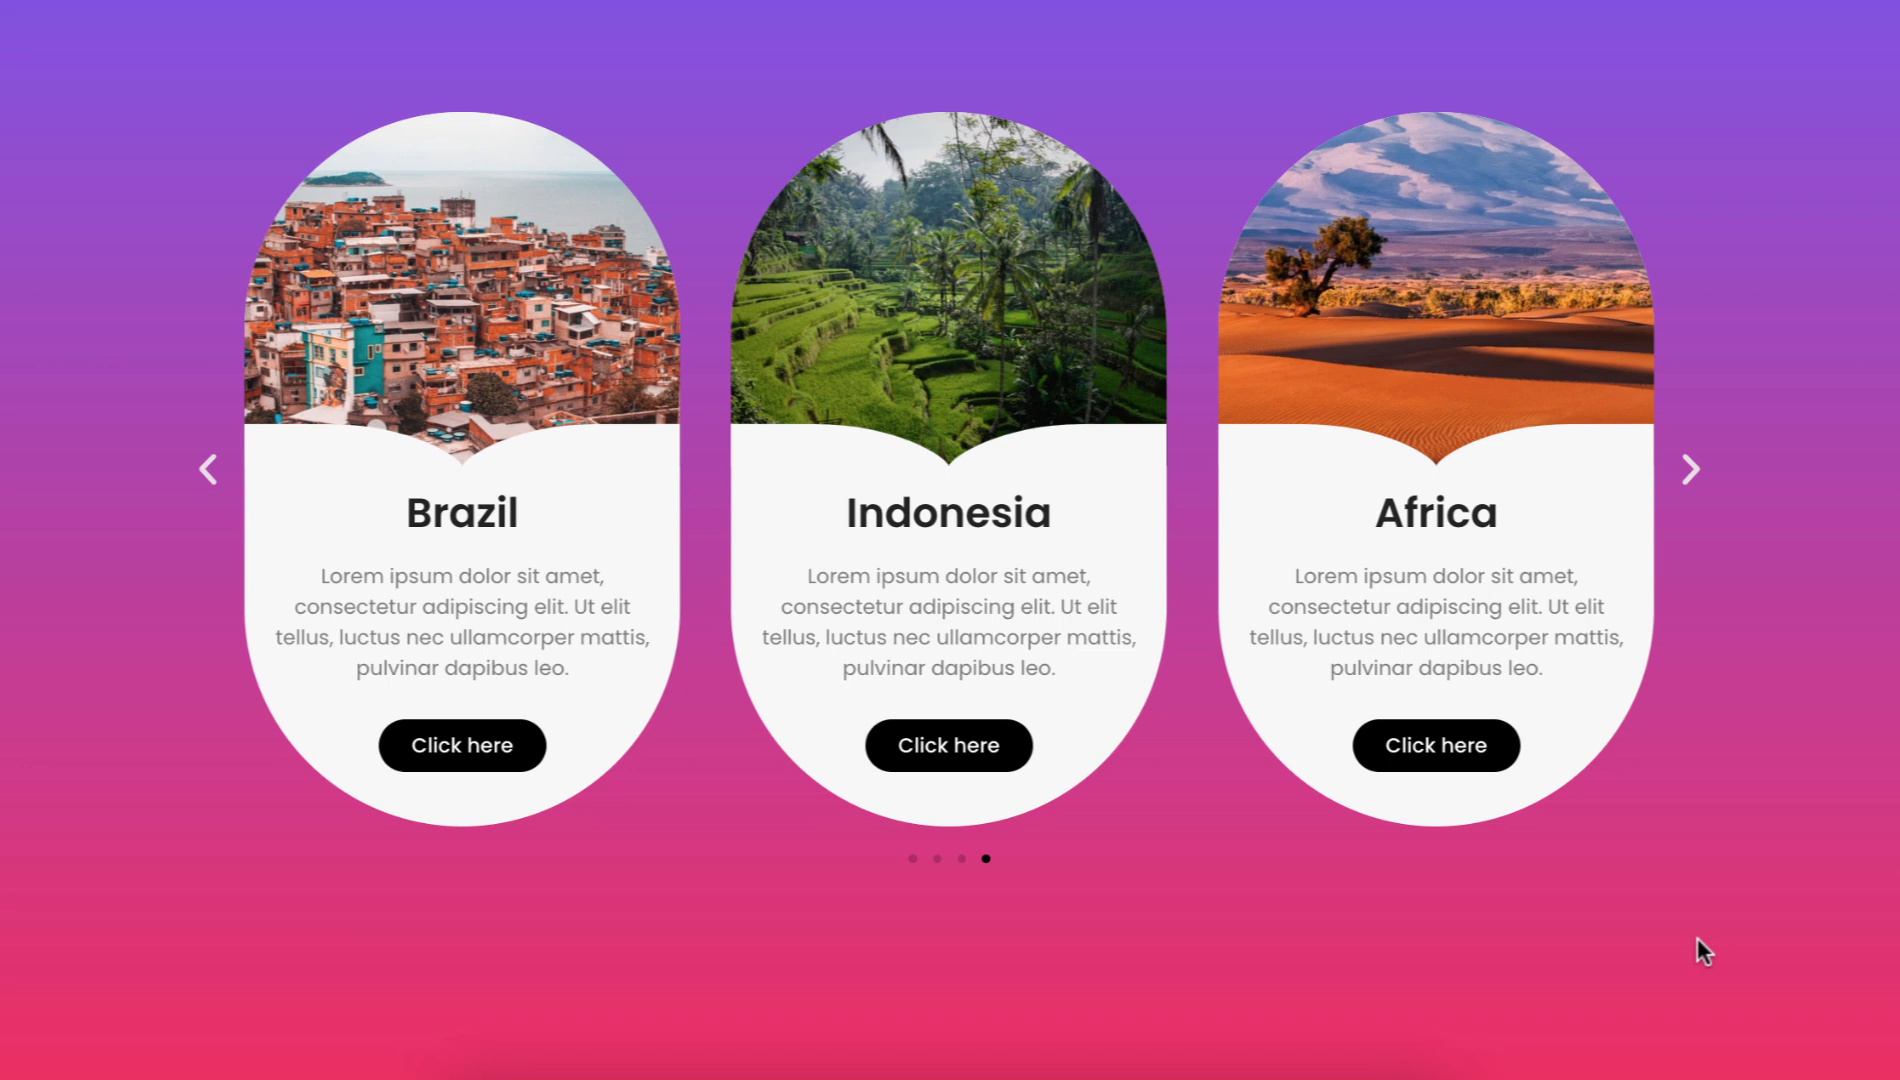 Brazil
Lorem ipsum dolor sit amet,
consectetur adipiscing elit. Ut elit
tellus, luctus nec ullamcorper mattis,
pulvinar dapibus leo.
Click here
Indonesia
Lorem ipsum dolor sit amet,
consectetur adipiscing elit. Ut elit
tellus, luctus nec ullamcorper mattis,
pulvinar dapibus leo.
Click here
Africa
Lorem ipsum dolor sit amet,
consectetur adipiscing elit. Ut elit
tellus, luctus nec ullamcorper mattis,
pulvinar dapibus leo.
Click here